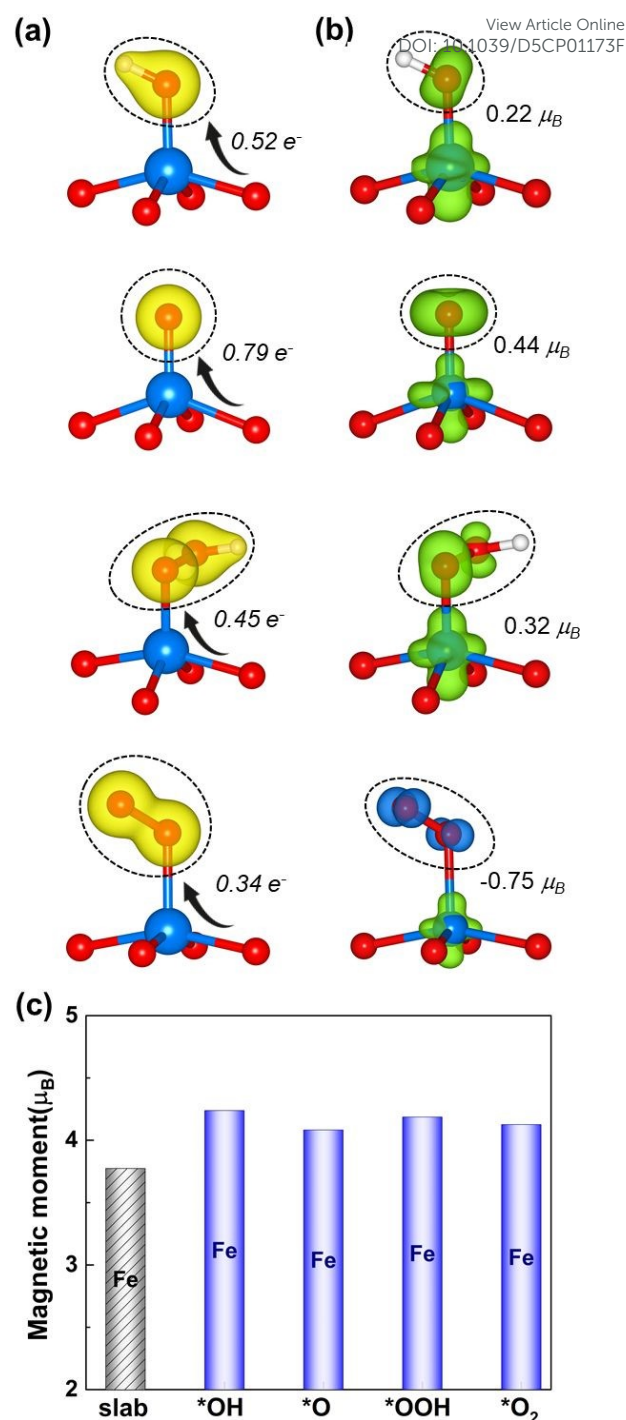 (a)
(b)
View Article Online
DOI: 10.1039/D5CP01173F
0.52 e⁻
0.22 μB
0.79 e⁻
0.44 μB
0.45 e⁻
0.32 μB
0.34 e⁻
-0.75 μB
(c)
Magnetic moment(μB)
5
4
3
2
Fe Fe Fe Fe Fe
slab *OH *O *OOH *O₂